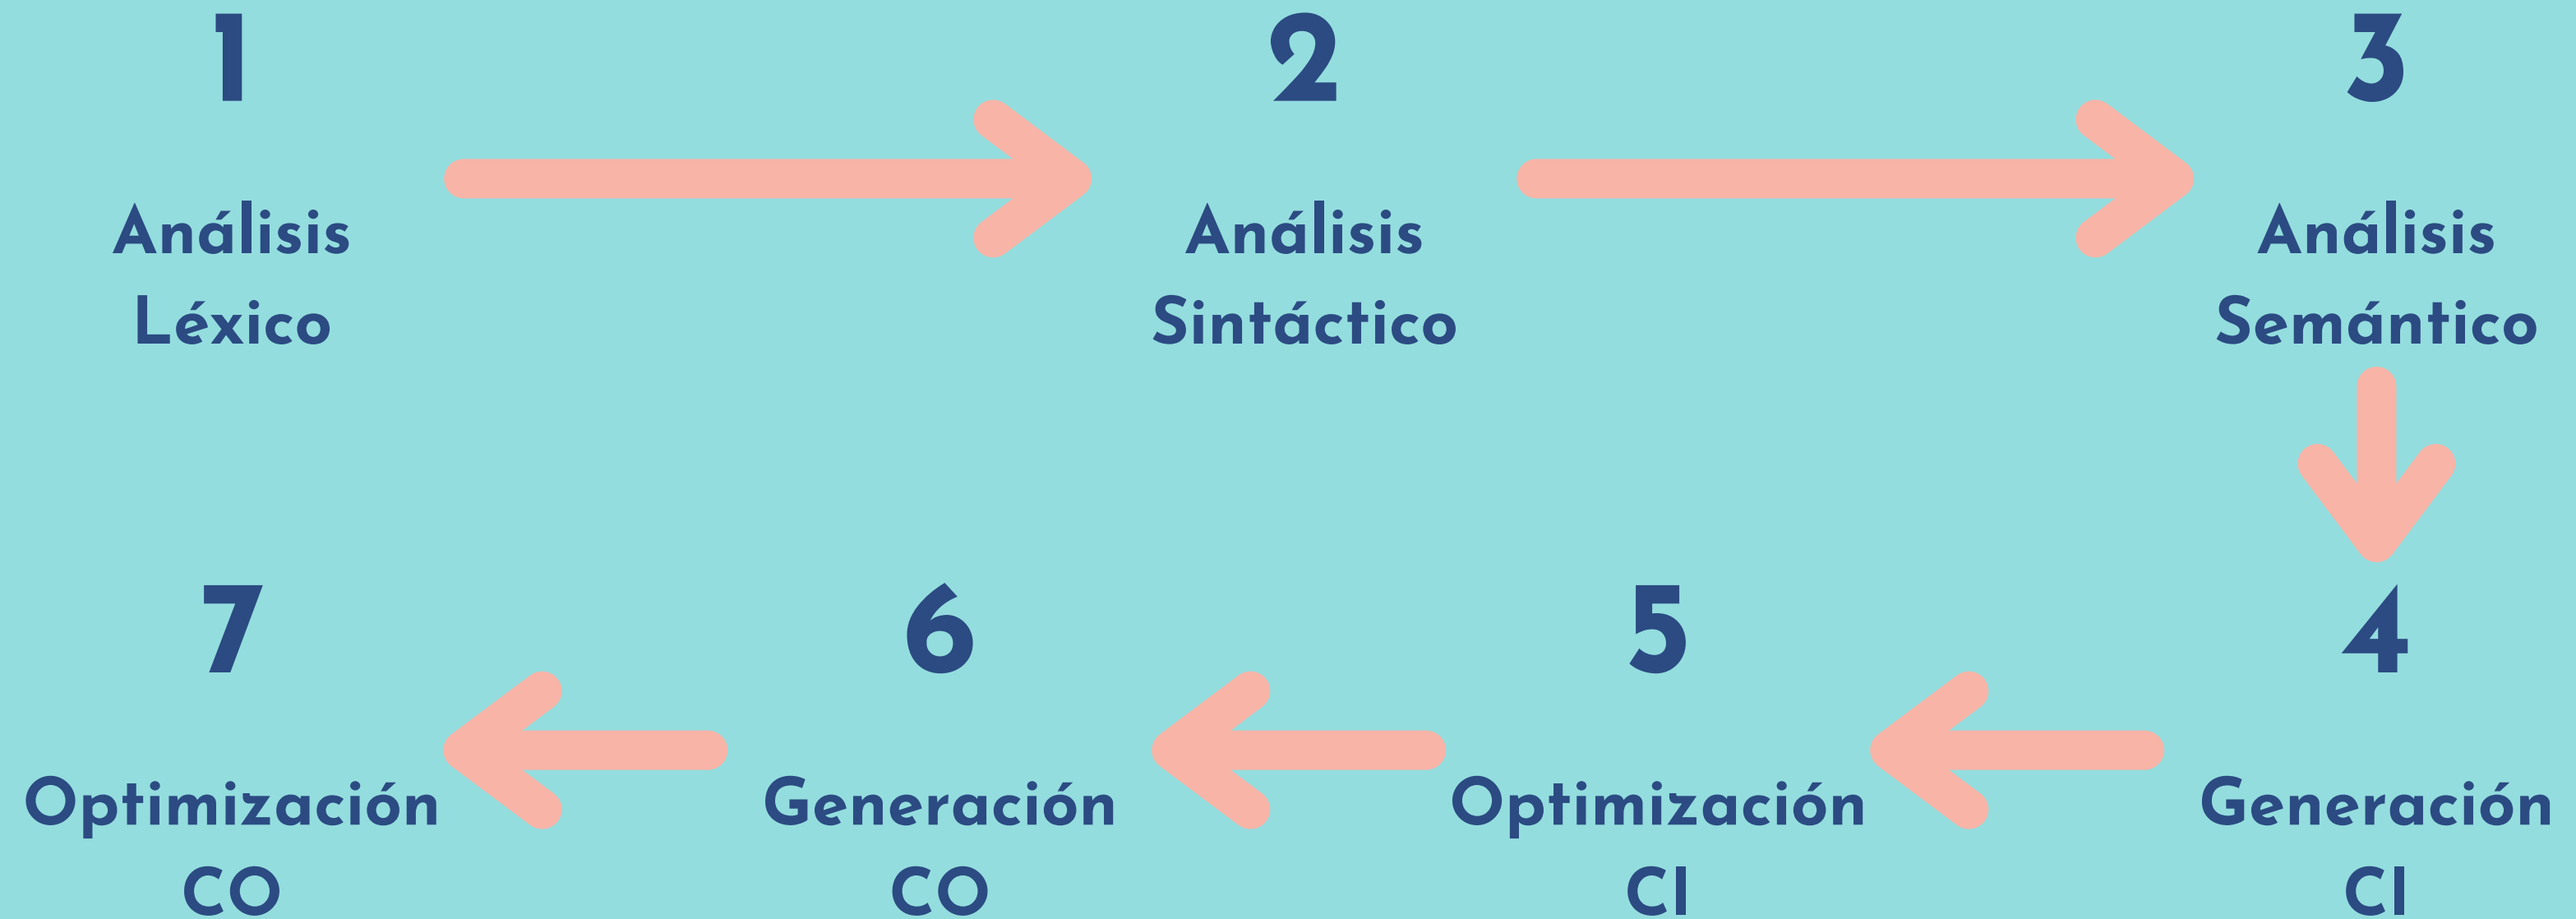 1
Análisis
Léxico
2
Análisis
Sintáctico
3
Análisis
Semántico
4
Generación
CI
5
Optimización
CI
6
Generación
CO
7
Optimización
CO